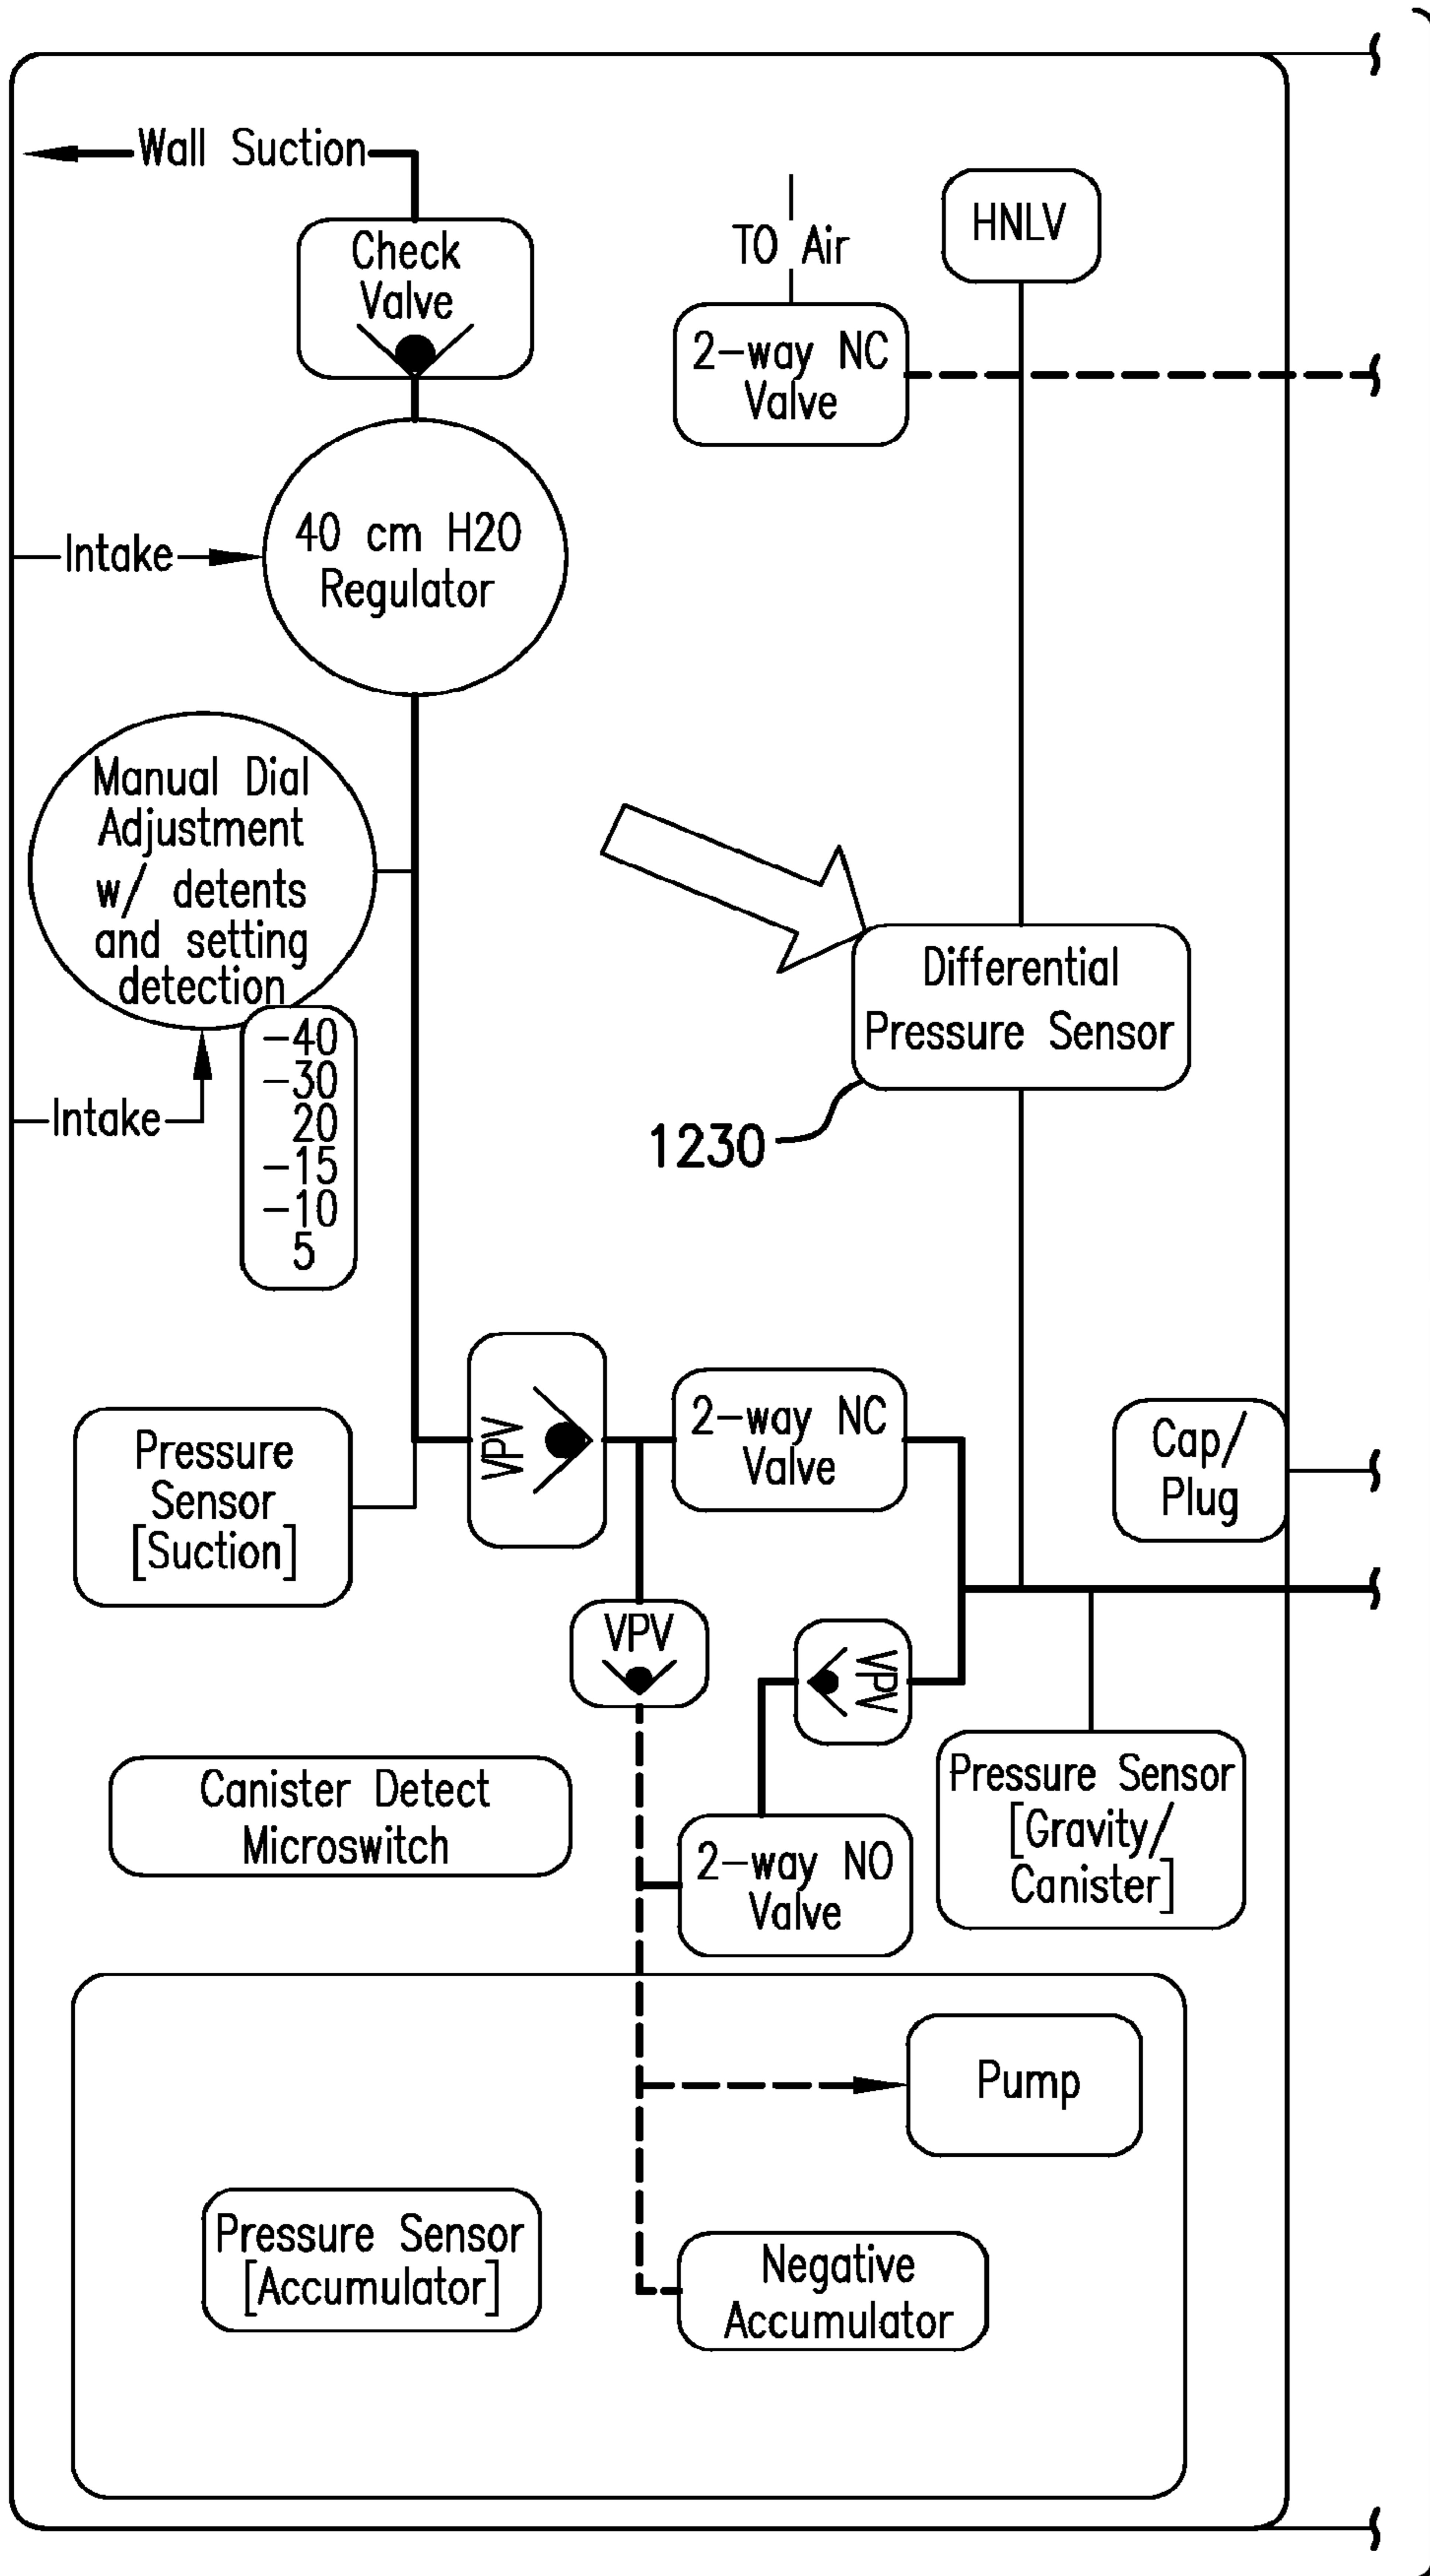 Wall Suction
Check
Valve
TO Air
HNLV
2-way NC
Valve
Intake
40 cm H20
Regulator
Manual Dial
Adjustment
w/ detents
and setting
detection
-40
-30
20
-15
-10
5
Intake
Differential
Pressure Sensor
1230
Pressure
Sensor
[Suction]
VPV
2-way NC
Valve
Cap/
Plug
VPV
VPV
Canister Detect
Microswitch
2-way NO
Valve
Pressure Sensor
[Gravity/
Canister]
Pump
Pressure Sensor
[Accumulator]
Negative
Accumulator